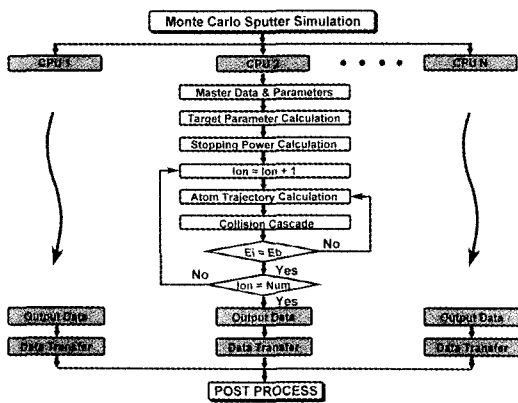 Monte Carlo Sputter Simulation
CPU 1
CPU 2
CPU N
Master Data & Parameters
Target Parameter Calculation
Stopping Power Calculation
Ion = Ion + 1
Atom Trajectory Calculation
Collision Cascade
Ei = Eb
No
Yes
No
Ion = Num
Yes
Output Data
Output Data
Output Data
Data Transfer
Data Transfer
Data Transfer
POST PROCESS